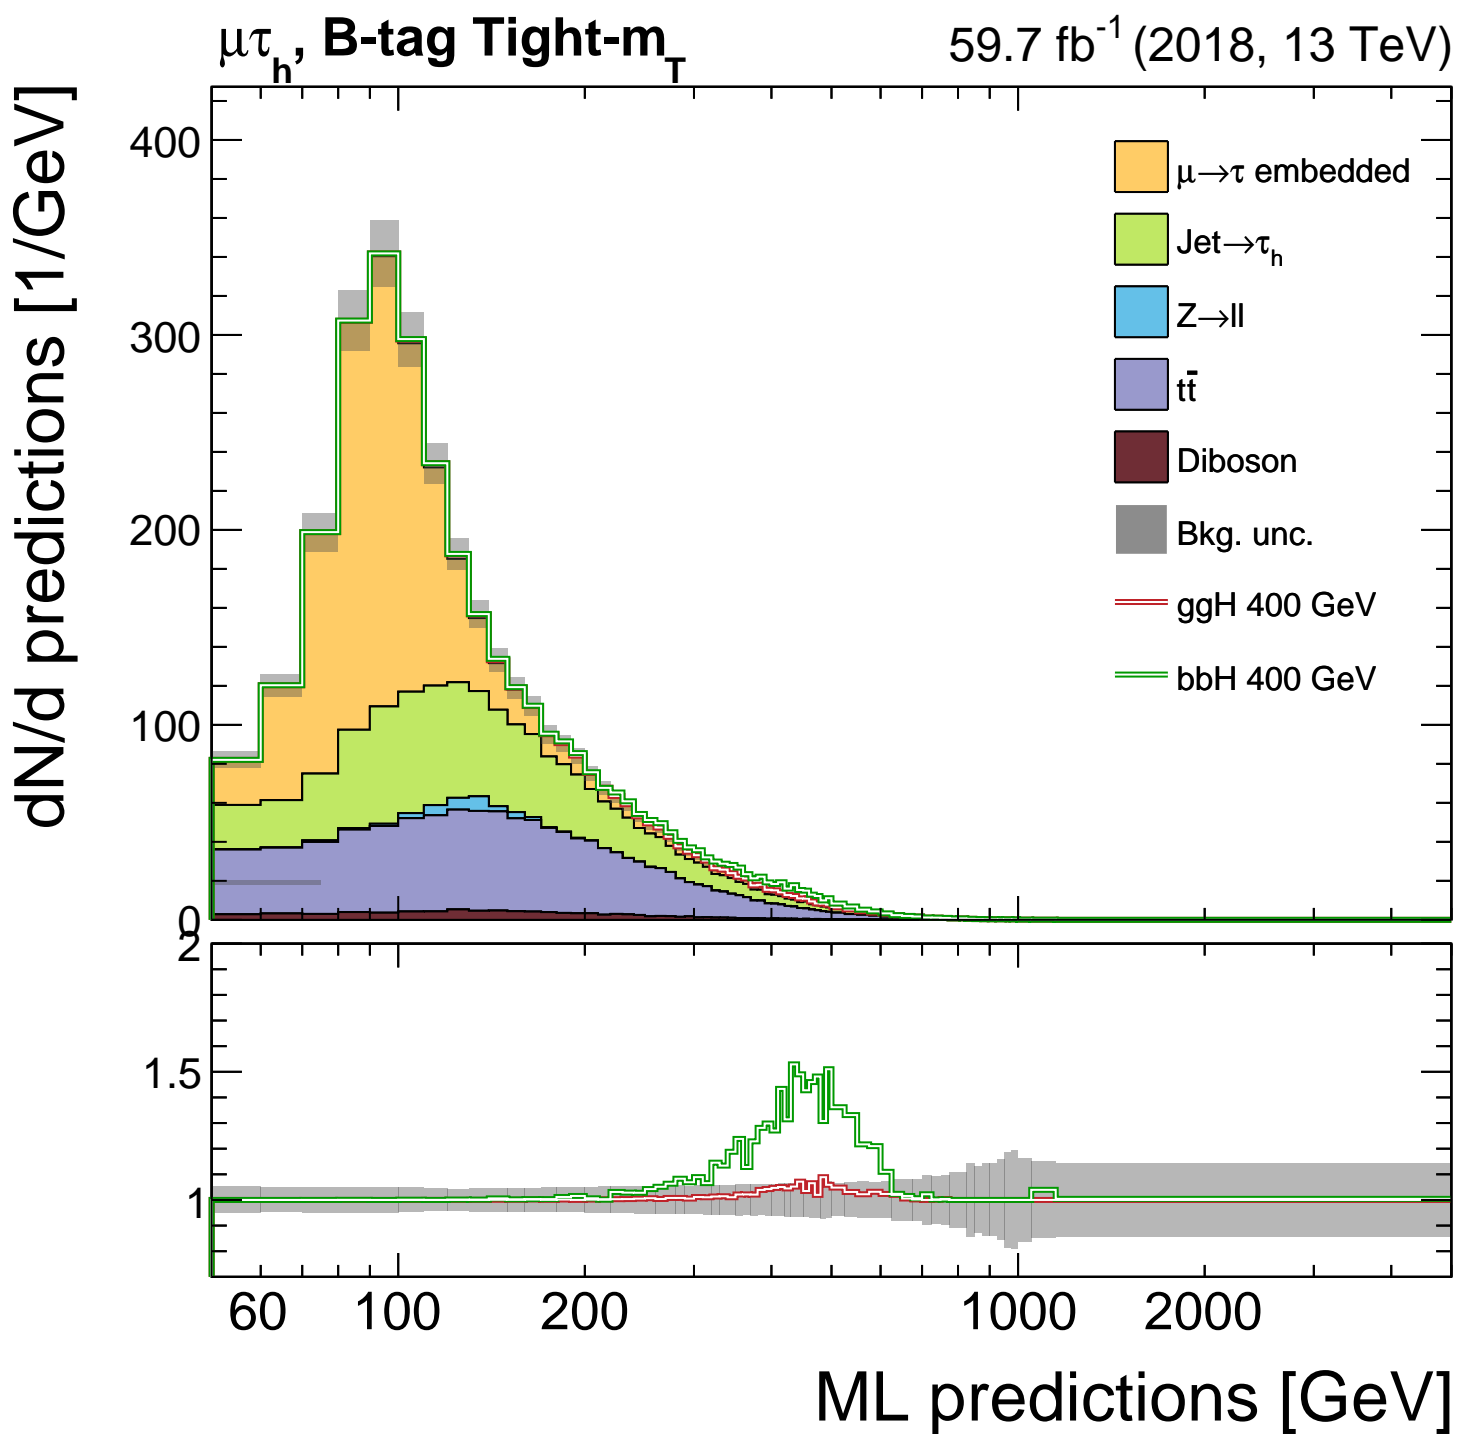 μτh, B-tag Tight-mT
59.7 fb-1 (2018, 13 TeV)
dN/d predictions [1/GeV]
400
300
200
100
0
μ→τ embedded
Jet→τh
Z→ll
tt̄
Diboson
Bkg. unc.
ggH 400 GeV
bbH 400 GeV
2
1.5
1
60 100 200 1000 2000
ML predictions [GeV]